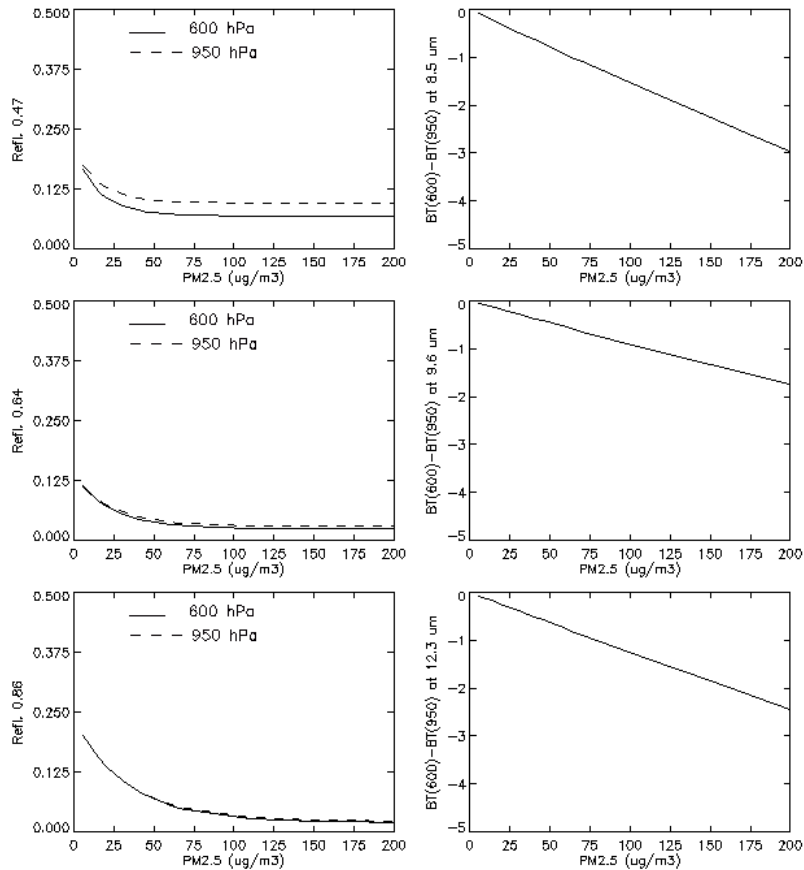 0.500
0.375
0.250
0.125
0.000
Refl. 0.47
600 hPa
950 hPa
0 25 50 75 100 125 150 175 200
PM2.5 (ug/m3)
0
-1
-2
-3
-4
-5
BT(600)-BT(950) at 8.5 um
0 25 50 75 100 125 150 175 200
PM2.5 (ug/m3)
0.500
0.375
0.250
0.125
0.000
Refl. 0.64
600 hPa
950 hPa
0 25 50 75 100 125 150 175 200
PM2.5 (ug/m3)
0
-1
-2
-3
-4
-5
BT(600)-BT(950) at 9.6 um
0 25 50 75 100 125 150 175 200
PM2.5 (ug/m3)
0.500
0.375
0.250
0.125
0.000
Refl. 0.86
600 hPa
950 hPa
0 25 50 75 100 125 150 175 200
PM2.5 (ug/m3)
0
-1
-2
-3
-4
-5
BT(600)-BT(950) at 12.3 um
0 25 50 75 100 125 150 175 200
PM2.5 (ug/m3)